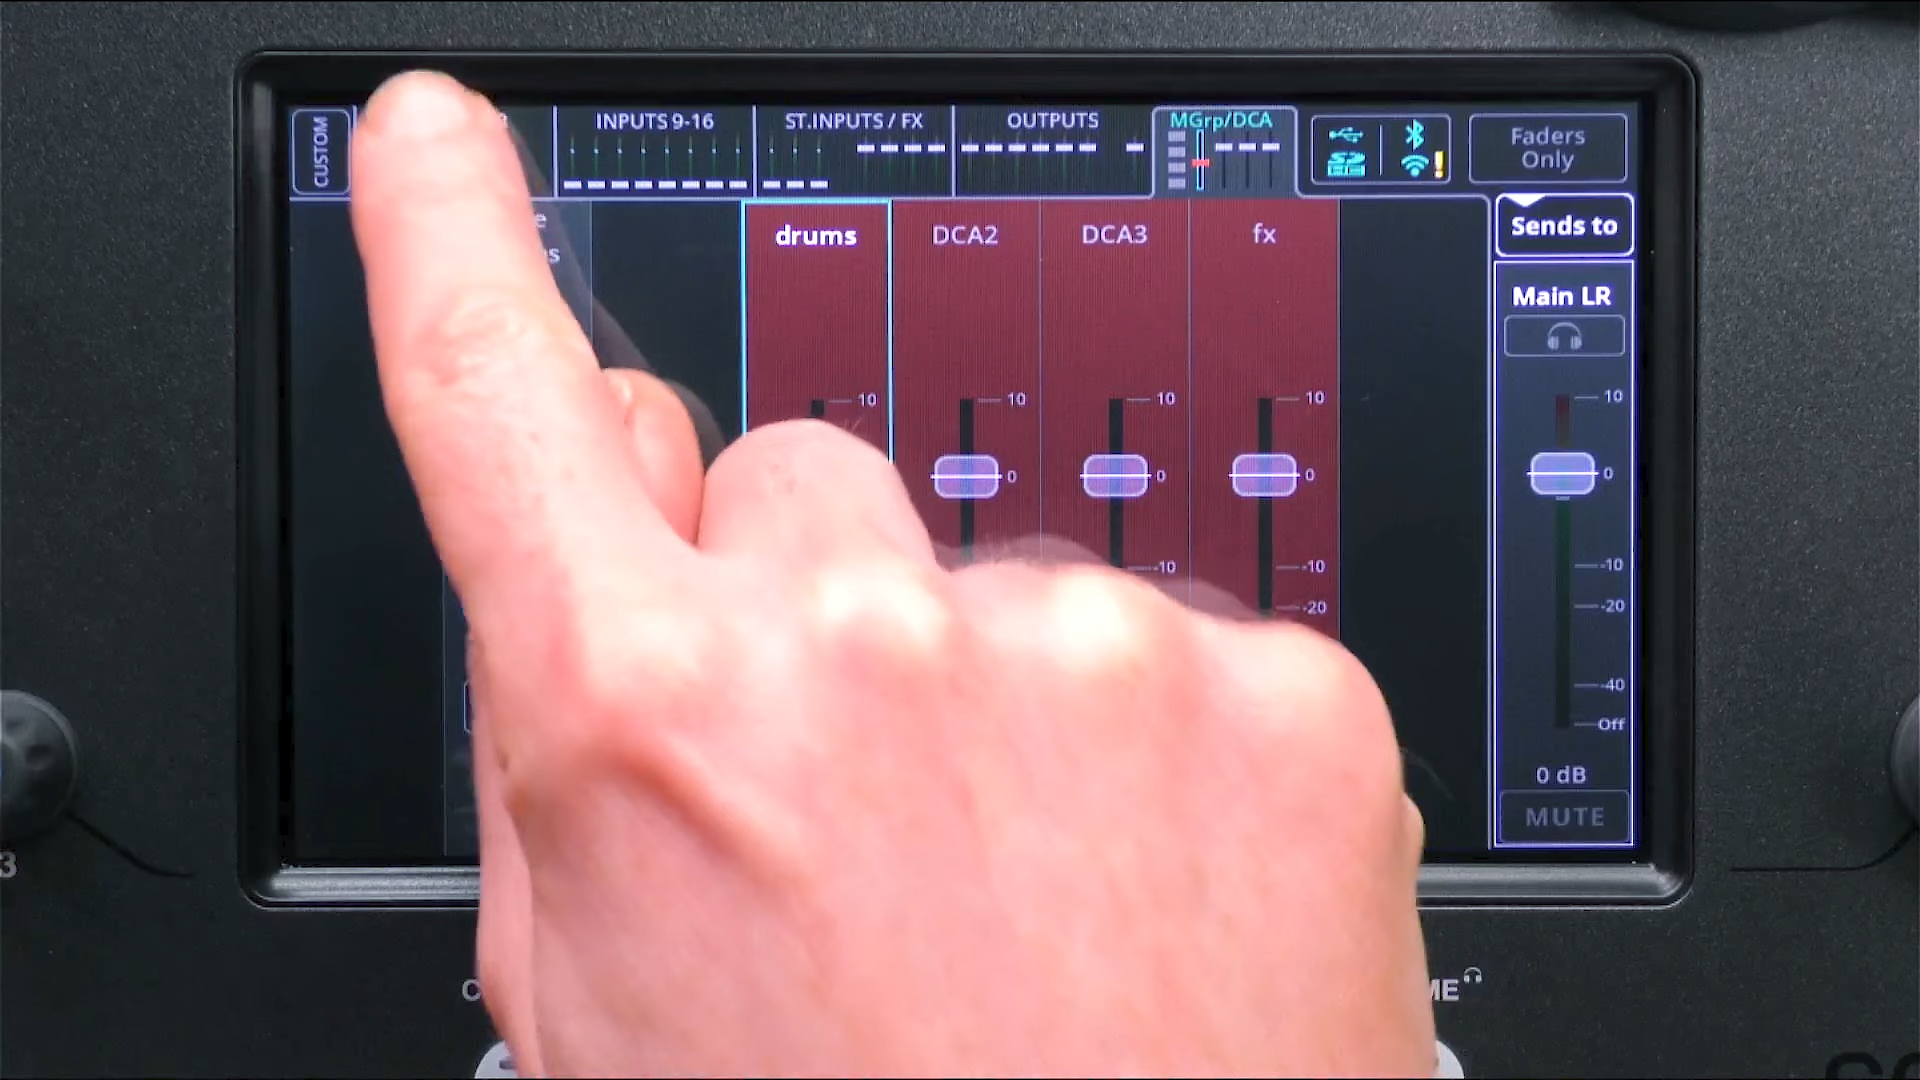 CUSTOM
INPUTS 9-16
ST.INPUTS / FX
OUTPUTS
MGrp/DCA
Faders
Only
Sends to
drums
DCA2
DCA3
fx
Main LR
10
10
10
10
10
0
0
0
0
-10
-10
-10
-20
-20
-40
Off
0 dB
MUTE
3